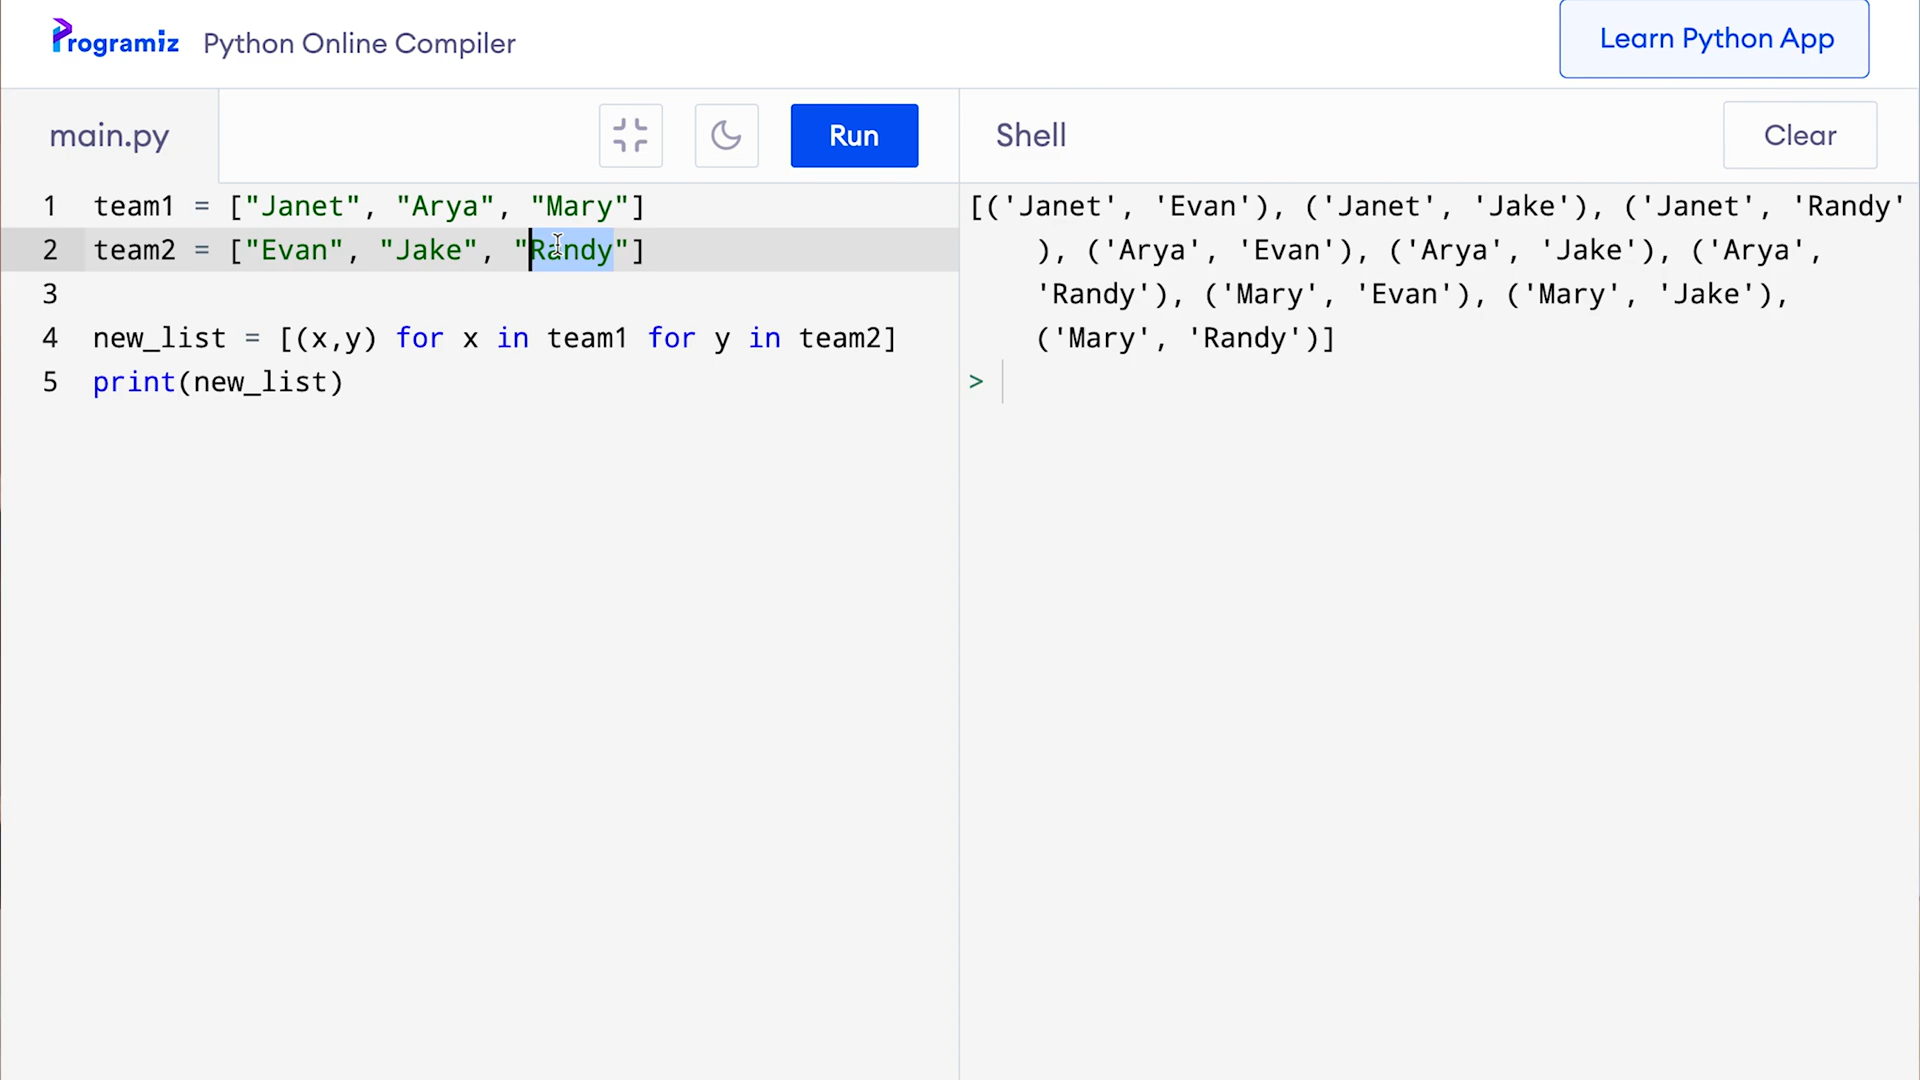 Programiz Python Online Compiler
Learn Python App
main.py
Run
Shell
Clear
1 team1 = ["Janet", "Arya", "Mary"]
2 team2 = ["Evan", "Jake", "Randy"]
3
4 new_list = [(x,y) for x in team1 for y in team2]
5 print(new_list)
[('Janet', 'Evan'), ('Janet', 'Jake'), ('Janet', 'Randy'
), ('Arya', 'Evan'), ('Arya', 'Jake'), ('Arya',
'Randy'), ('Mary', 'Evan'), ('Mary', 'Jake'),
('Mary', 'Randy')]
>